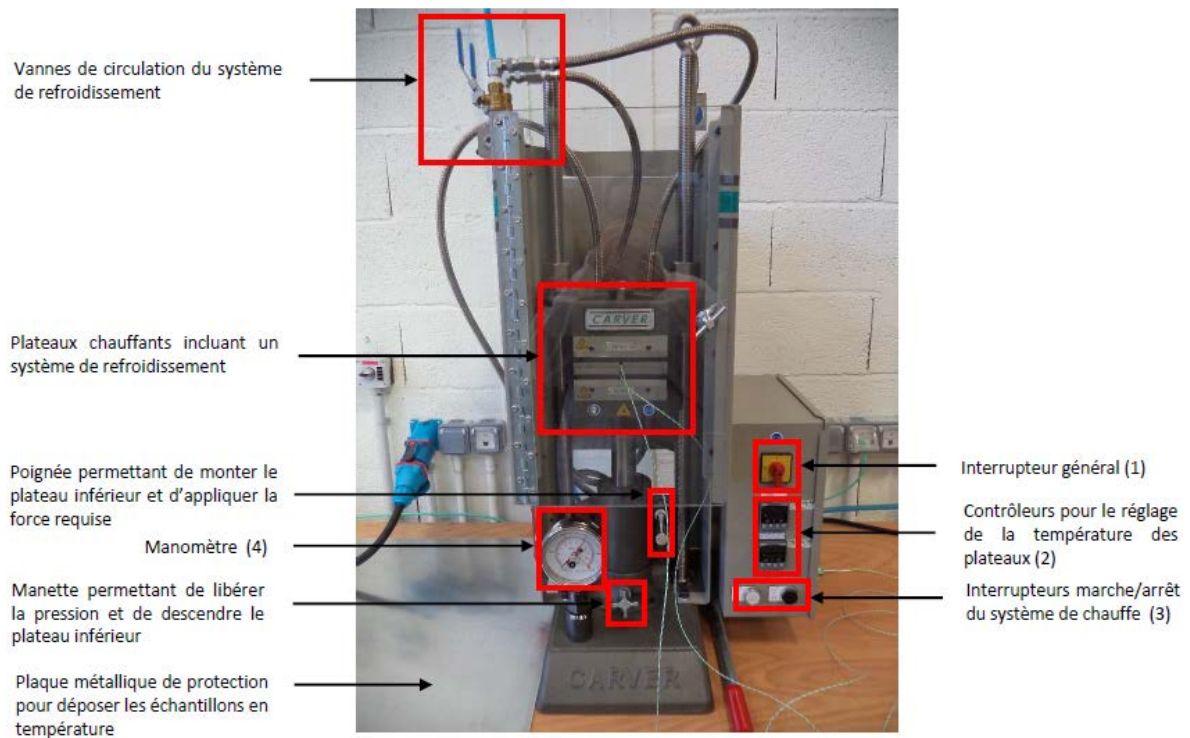 Vannes de circulation du système
de refroidissement
Plateaux chauffants incluant un
système de refroidissement
Poignée permettant de monter le
plateau inférieur et d'appliquer la
force requise
Manomètre (4)
Manette permettant de libérer
la pression et de descendre le
plateau inférieur
Plaque métallique de protection
pour déposer les échantillons en
température
CARVER
CARVER
Interrupteur général (1)
Contrôleurs pour le réglage
de la température des
plateaux (2)
Interrupteurs marche/arrêt
du système de chauffe (3)